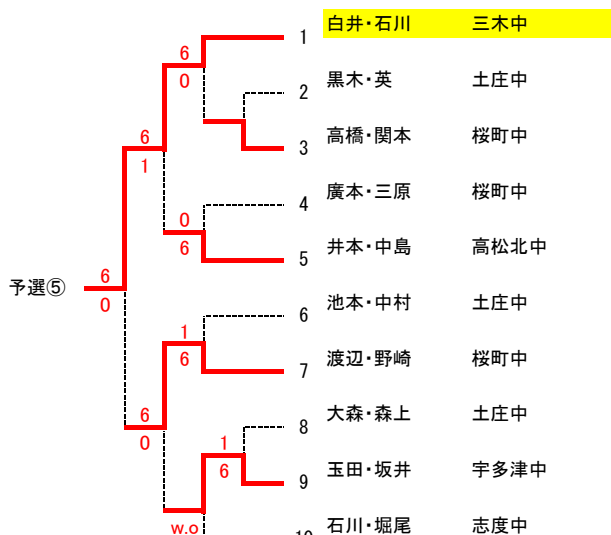 白井・石川 三木中
1
6
0
黒木・英 土庄中
2
高橋・関本 桜町中
3
6
1
廣本・三原 桜町中
4
0
6
井本・中島 高松北中
5
予選⑤
6
0
池本・中村 土庄中
6
1
6
渡辺・野崎 桜町中
7
大森・森上 土庄中
8
6
0
1
6
玉田・坂井 宇多津中
9
石川・堀尾 志度中
10
w.o